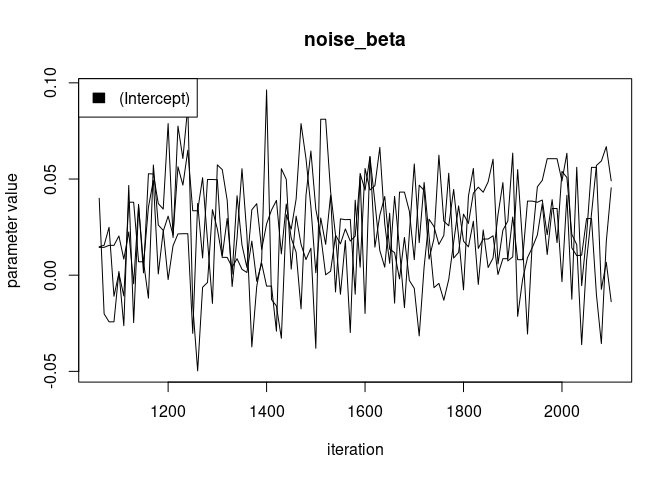 noise_beta
(Intercept)
parameter value
0.10
0.05
0.00
-0.05
1200 1400 1600 1800 2000
iteration